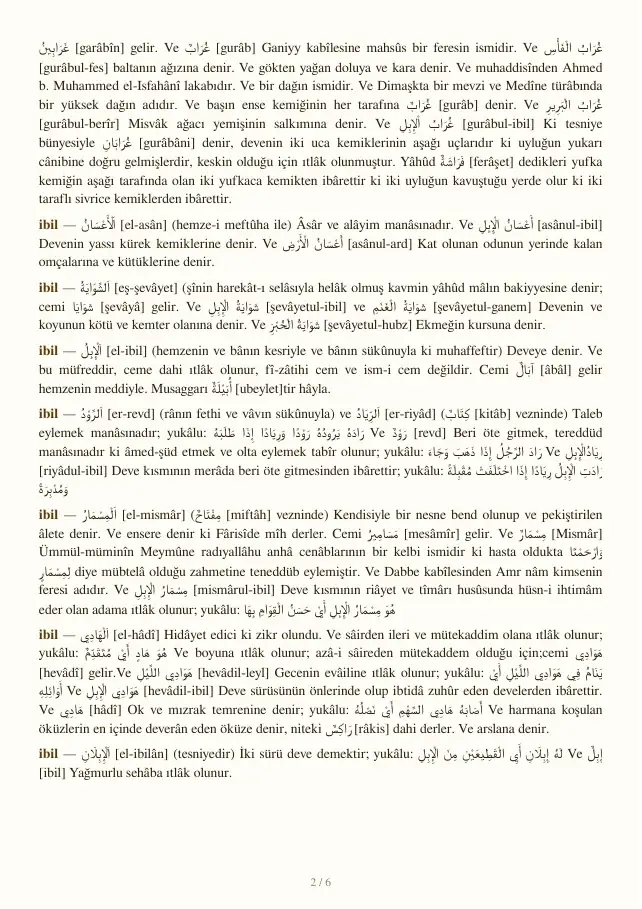 غَرَابِينُ [garâbîn] gelir. Ve غُرَابٌ [gurâb] Ganiyy kabîlesine mahsûs bir feresin ismidir. Ve غُرَابُ الْفَأْسِ
[gurâbul-fes] baltanın ağızına denir. Ve gökten yağan doluya ve kara denir. Ve muhaddisînden Ahmed
b. Muhammed el-Isfahânî lakabıdır. Ve bir dağın ismidir. Ve Dimaşkta bir mevzi ve Medîne türâbında
bir yüksek dağın adıdır. Ve başın ense kemiğinin her tarafına غُرَابٌ [gurâb] denir. Ve غُرَابُ الْبَرِيرِ
[gurâbul-berîr] Misvâk ağacı yemişinin salkımına denir. Ve غُرَابُ الْإِبِلِ [gurâbul-ibil] Ki tesniye
bünyesiyle غُرَابَانِ [gurâbâni] denir, devenin iki uca kemiklerinin aşağı uçlarıdır ki uyluğun yukarı
cânibine doğru gelmişlerdir, keskin olduğu için ıtlâk olunmuştur. Yâhûd فَرَاشَةٌ [ferâşet] dedikleri yufka
kemiğin aşağı tarafında olan iki yufkaca kemikten ibârettir ki iki uyluğun kavuştuğu yerde olur ki iki
taraflı sivrice kemiklerden ibârettir.
ibil — اَلْأَعْسَانُ [el-asân] (hemze-i meftûha ile) Âsâr ve alâyim manâsınadır. Ve أَعْسَانُ الْإِبِلِ [asânul-ibil]
Devenin yassı kürek kemiklerine denir. Ve أَعْسَانُ الْأَرْضِ [asânul-ard] Kat olunan odunun yerinde kalan
omçalarına ve kütüklerine denir.
ibil — اَلشَّوَايَةُ [eş-şevâyet] (şînin harekât-ı selâsıyla helâk olmuş kavmin yâhûd mâlın bakiyyesine denir;
cemi شَوَايَا [şevâyâ] gelir. Ve شَوَايَةُ الْإِبِلِ [şevâyetul-ibil] ve شَوَايَةُ الْغَنَمِ [şevâyetul-ganem] Devenin ve
koyunun kötü ve kemter olanına denir. Ve شَوَايَةُ الْخُبْزِ [şevâyetul-hubz] Ekmeğin kursuna denir.
ibil — اَلْإِبِلُ [el-ibil] (hemzenin ve bânın kesriyle ve bânın sükûnuyla ki muhaffeftir) Deveye denir. Ve
bu müfreddir, ceme dahi ıtlâk olunur, fî-zâtihi cem ve ism-i cem değildir. Cemi آبَالٌ [âbâl] gelir
hemzenin meddiyle. Musaggarı أُبَيْلَةٌ [ubeylet]tir hâyla.
ibil — اَلرَّوْدُ [er-revd] (rânın fethi ve vâvın sükûnuyla) ve اَلرِّيَادُ [er-riyâd] (كِتَابٌ [kitâb] vezninde) Taleb
eylemek manâsınadır; yukâlu: رَادَهُ يَرُودُهُ رَوْدًا وَرِيَادًا إِذَا طَلَبَهُ Ve رَوْدٌ [revd] Beri öte gitmek, tereddüd
manâsınadır ki âmed-şüd etmek ve olta eylemek tabîr olunur; yukâlu: رَادَ الرَّجُلُ إِذَا ذَهَبَ وَجَاءَ Ve رِيَادُالْإِبِلِ
[riyâdul-ibil] Deve kısmının merâda beri öte gitmesinden ibârettir; yukâlu: رَادَتِ الْإِبِلُ رِيَادًا إِذَا اخْتَلَفَتْ مُقْبِلَةً
وَمُدْبِرَةً
ibil — اَلْمِسْمَارُ [el-mismâr] (مِفْتَاحٌ [miftâh] vezninde) Kendisiyle bir nesne bend olunup ve pekiştirilen
âlete denir. Ve ensere denir ki Fârisîde mîh derler. Cemi مَسَامِيرُ [mesâmîr] gelir. Ve مِسْمَارٌ [Mismâr]
Ümmül-müminîn Meymûne radıyallâhu anhâ cenâblarının bir kelbi ismidir ki hasta oldukta وَارَحْمَتَا
لِمِسْمَارٍ diye mübtelâ olduğu zahmetine teneddüb eylemiştir. Ve Dabbe kabîlesinden Amr nâm kimsenin
feresi adıdır. Ve مِسْمَارُ الْإِبِلِ [mismârul-ibil] Deve kısmının riâyet ve tîmârı husûsunda hüsn-i ihtimâm
eder olan adama ıtlâk olunur; yukâlu: هُوَ مِسْمَارُ الْإِبِلِ أَيْ حَسَنُ الْقِوَامِ بِهَا
ibil — اَلْهَادِي [el-hâdî] Hidâyet edici ki zikr olundu. Ve sâirden ileri ve mütekaddim olana ıtlâk olunur;
yukâlu: هُوَ هَادٍ أَيْ مُتَقَدِّمٌ Ve boyuna ıtlâk olunur; azâ-i sâireden mütekaddem olduğu için;cemi هَوَادِي
[hevâdî] gelir.Ve هَوَادِي اللَّيْلِ [hevâdil-leyl] Gecenin evâiline ıtlâk olunur; yukâlu: يَنَامُ فِي هَوَادِي اللَّيْلِ أَيْ
أَوَائِلِهِ Ve هَوَادِي الْإِبِلِ [hevâdil-ibil] Deve sürüsünün önlerinde olup ibtidâ zuhûr eden develerden ibârettir.
Ve هَادِي [hâdî] Ok ve mızrak temrenine denir; yukâlu: أَصَابَهُ هَادِي السَّهْمِ أَيْ نَصْلُهُ Ve harmana koşulan
öküzlerin en içinde deverân eden öküze denir, niteki رَاكِسٌ [râkis] dahi derler. Ve arslana denir.
ibil — اَلْإِبِلَانِ [el-ibilân] (tesniyedir) İki sürü deve demektir; yukâlu: لَهُ إِبِلَانِ أَيِ الْقَطِيعَيْنِ مِنَ الْإِبِلِ Ve إِبِلٌ
[ibil] Yağmurlu sehâba ıtlâk olunur.
2 / 6